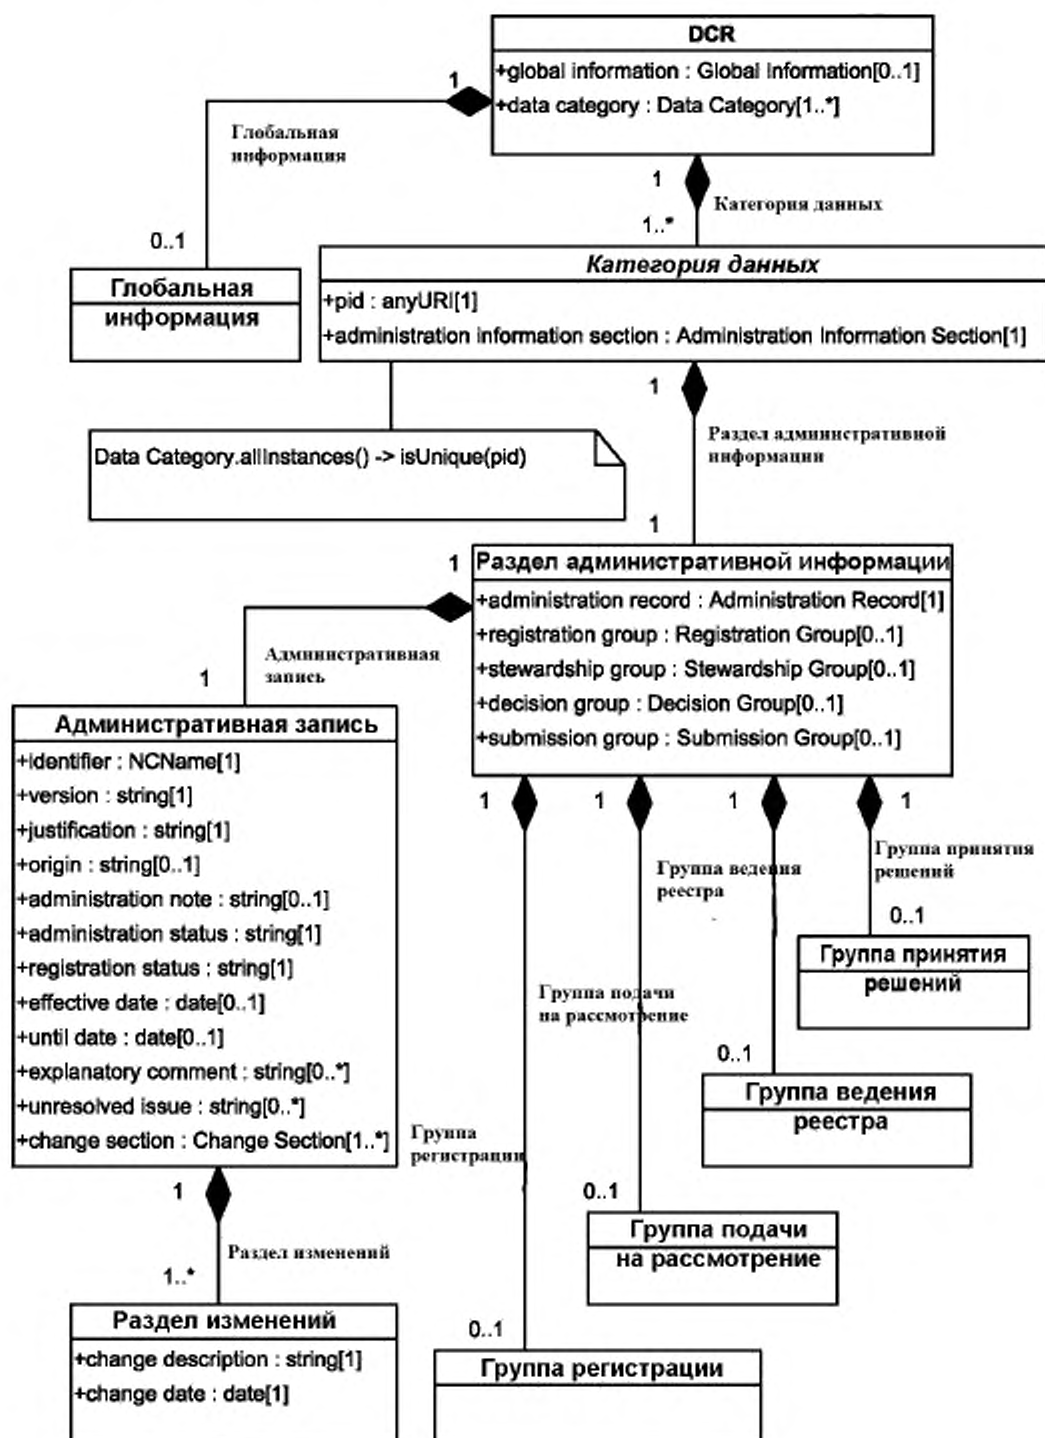 DCR
+global information : Global Information[0..1]
+data category : Data Category[1..*]
1
Глобальная
информация
1
Категория данных
1..*
0..1
Глобальная
информация
Категория данных
+pid : anyURI[1]
+administration information section : Administration Information Section[1]
1
Раздел административной
информации
Data Category.allInstances() -> isUnique(pid)
1
1
Раздел административной информации
+administration record : Administration Record[1]
+registration group : Registration Group[0..1]
+stewardship group : Stewardship Group[0..1]
+decision group : Decision Group[0..1]
+submission group : Submission Group[0..1]
Административная
запись
1
Административная запись
+identifier : NCName[1]
+version : string[1]
+justification : string[1]
+origin : string[0..1]
+administration note : string[0..1]
+administration status : string[1]
+registration status : string[1]
+effective date : date[0..1]
+until date : date[0..1]
+explanatory comment : string[0..*]
+unresolved issue : string[0..*]
+change section : Change Section[1..*]
1
1
1
1
Группа принятия
решений
Группа ведения
реестра
0..1
Группа принятия
решений
Группа подачи
на рассмотрение
0..1
Группа ведения
реестра
Группа
регистрации
1
0..1
Группа подачи
на рассмотрение
Раздел изменений
1..*
Раздел изменений
+change description : string[1]
+change date : date[1]
0..1
Группа регистрации